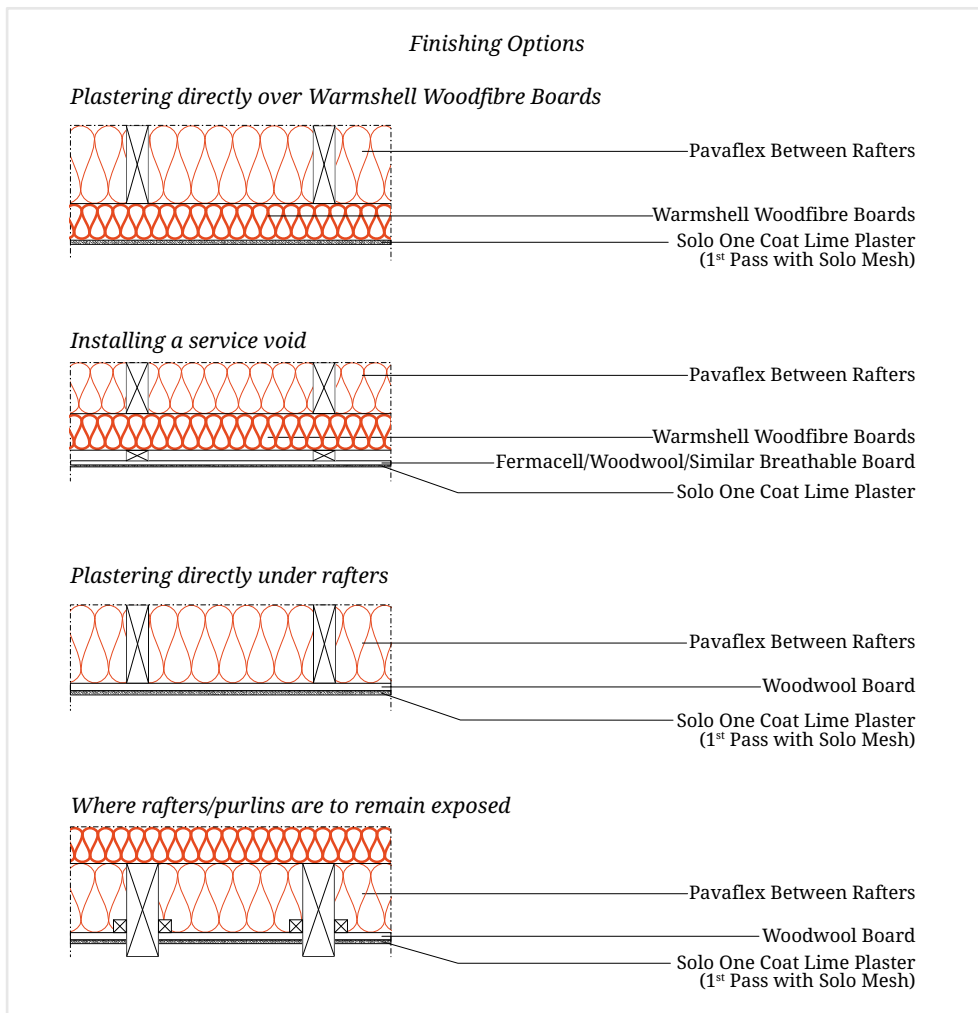 Finishing Options
Plastering directly over Warmshell Woodfibre Boards
Pavaflex Between Rafters
Warmshell Woodfibre Boards
Solo One Coat Lime Plaster
(1st Pass with Solo Mesh)
Installing a service void
Pavaflex Between Rafters
Warmshell Woodfibre Boards
Fermacell/Woodwool/Similar Breathable Board
Solo One Coat Lime Plaster
Plastering directly under rafters
Pavaflex Between Rafters
Woodwool Board
Solo One Coat Lime Plaster
(1st Pass with Solo Mesh)
Where rafters/purlins are to remain exposed
Pavaflex Between Rafters
Woodwool Board
Solo One Coat Lime Plaster
(1st Pass with Solo Mesh)